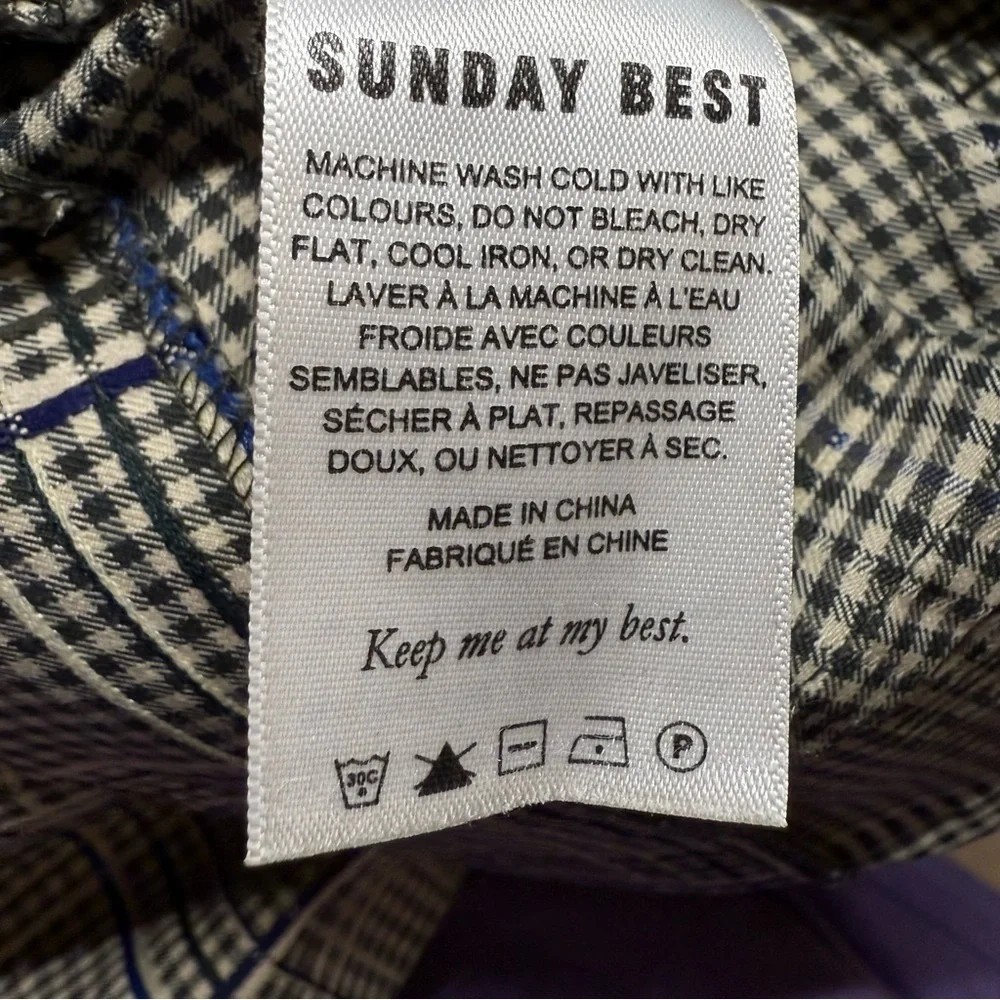 SUNDAY BEST
MACHINE WASH COLD WITH LIKE
COLOURS, DO NOT BLEACH, DRY
FLAT, COOL IRON, OR DRY CLEAN.
LAVER À LA MACHINE À L'EAU
FROIDE AVEC COULEURS
SEMBLABLES, NE PAS JAVELISER,
SÉCHER À PLAT, REPASSAGE
DOUX, OU NETTOYER À SEC.
MADE IN CHINA
FABRIQUÉ EN CHINE
Keep me at my best.
30C P